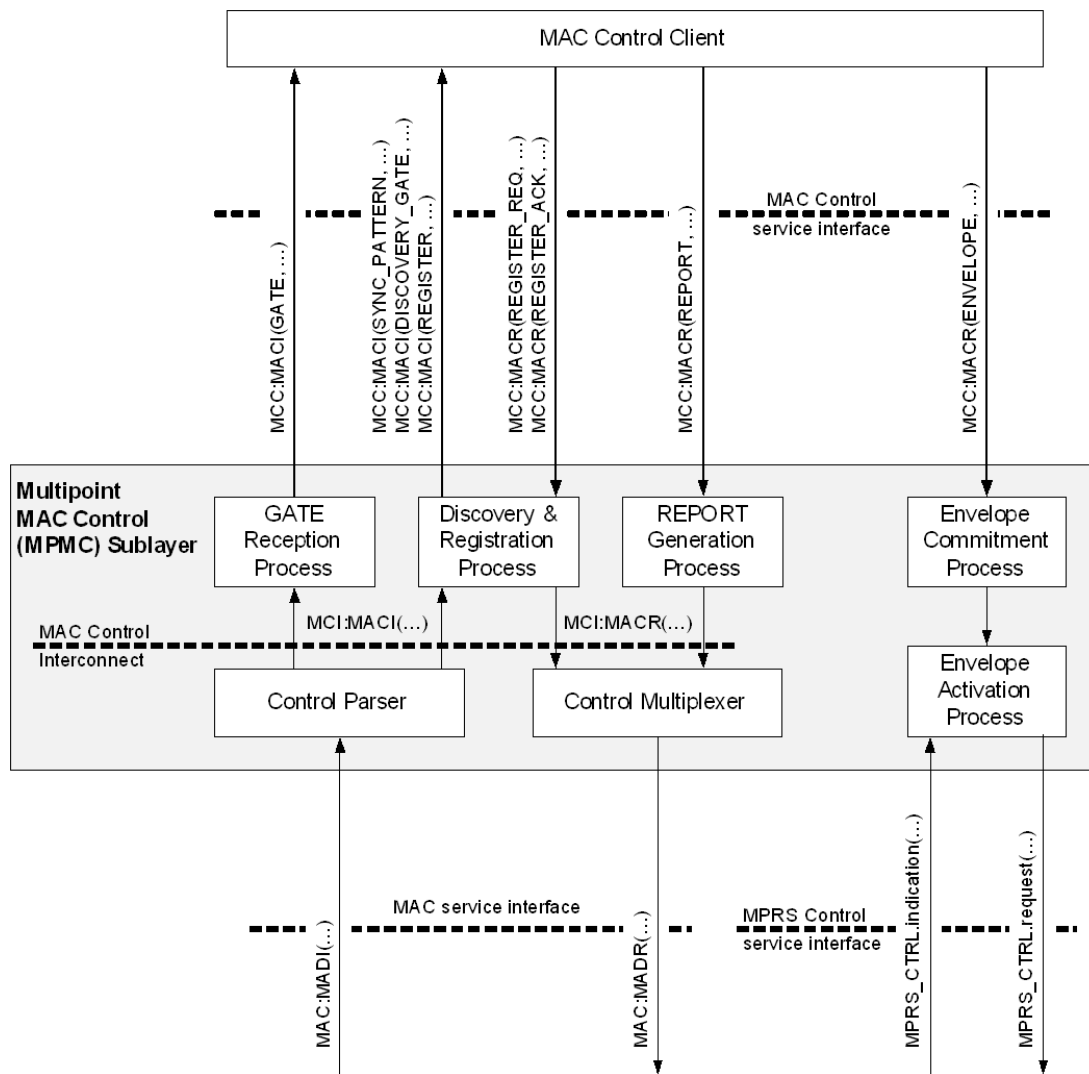 MAC Control Client
MCC:MACI(GATE, …)
MCC:MACI(SYNC_PATTERN, …)
MCC:MACI(DISCOVERY_GATE, …)
MCC:MACI(REGISTER, …)
MCC:MACR(REGISTER_REQ, …)
MCC:MACR(REGISTER_ACK, …)
MCC:MACR(REPORT, …)
MAC Control
service interface
MCC:MACR(ENVELOPE, …)
Multipoint
MAC Control
(MPMC) Sublayer
GATE
Reception
Process
Discovery &
Registration
Process
REPORT
Generation
Process
Envelope
Commitment
Process
MCI:MACI(…)
MCI:MACR(…)
MAC Control
Interconnect
Control Parser
Control Multiplexer
Envelope
Activation
Process
MAC:MADI(…)
MAC service interface
MAC:MADR(…)
MPRS Control
service interface
MPRS_CTRL.indication(…)
MPRS_CTRL.request(…)